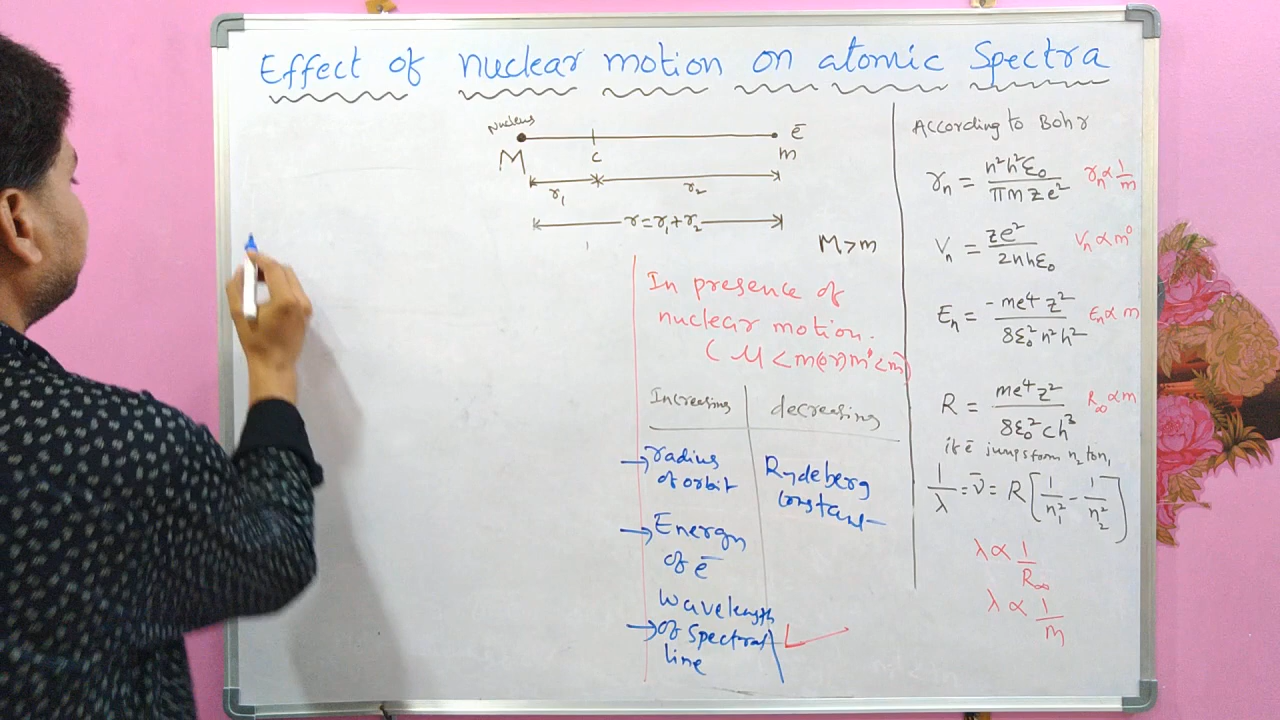 Effect of nuclear motion on atomic Spectra
Nucleus
ē
M
C
m
r₁
r₂
r=r₁+r₂
M>m
In presence of
nuclear motion.
(μ<m(or)m'<m)
Increasing
decreasing
→radius
of orbit
→Energy
of ē
Wavelength
→of Spectral
line
Rydeberg
Constant
According to Bohr
rₙ = n²h²ε₀/πmze²
rₙ∝1/m
Vₙ = ze²/2nhε₀
Vₙ∝m⁰
Eₙ = -me⁴z²/8ε₀²n²h²
Eₙ∝m
R = me⁴z²/8ε₀²ch³
R∞∝m
if ē jumps from n₂ to n₁
1/λ = ν̄ = R[1/n₁² - 1/n₂²]
λ∝1/R∞
λ∝1/m